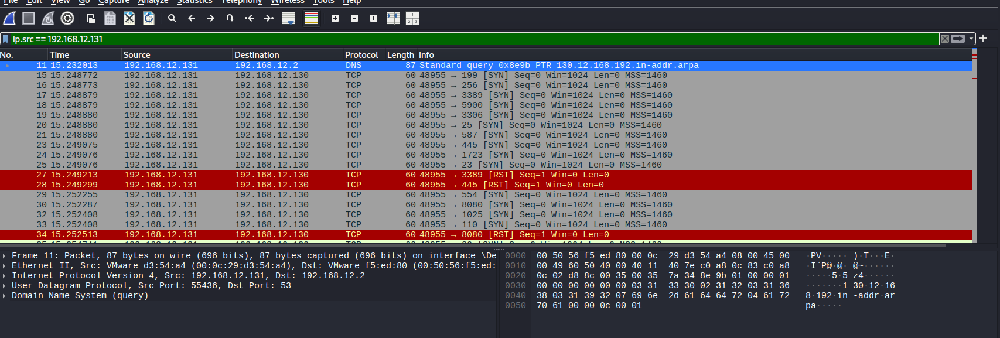 File Edit View Go Capture Analyze Statistics Telephony Wireless Tools Help
ip.src == 192.168.12.131
No. Time Source Destination Protocol Length Info
11 15.232013 192.168.12.131 192.168.12.2 DNS 87 Standard query 0x8e9b PTR 130.12.168.192.in-addr.arpa
15 15.248772 192.168.12.131 192.168.12.130 TCP 60 48955 → 199 [SYN] Seq=0 Win=1024 Len=0 MSS=1460
16 15.248773 192.168.12.131 192.168.12.130 TCP 60 48955 → 256 [SYN] Seq=0 Win=1024 Len=0 MSS=1460
17 15.248879 192.168.12.131 192.168.12.130 TCP 60 48955 → 3389 [SYN] Seq=0 Win=1024 Len=0 MSS=1460
18 15.248879 192.168.12.131 192.168.12.130 TCP 60 48955 → 5900 [SYN] Seq=0 Win=1024 Len=0 MSS=1460
19 15.248880 192.168.12.131 192.168.12.130 TCP 60 48955 → 3306 [SYN] Seq=0 Win=1024 Len=0 MSS=1460
20 15.248880 192.168.12.131 192.168.12.130 TCP 60 48955 → 25 [SYN] Seq=0 Win=1024 Len=0 MSS=1460
21 15.248880 192.168.12.131 192.168.12.130 TCP 60 48955 → 587 [SYN] Seq=0 Win=1024 Len=0 MSS=1460
23 15.249075 192.168.12.131 192.168.12.130 TCP 60 48955 → 445 [SYN] Seq=0 Win=1024 Len=0 MSS=1460
24 15.249076 192.168.12.131 192.168.12.130 TCP 60 48955 → 1723 [SYN] Seq=0 Win=1024 Len=0 MSS=1460
25 15.249076 192.168.12.131 192.168.12.130 TCP 60 48955 → 23 [SYN] Seq=0 Win=1024 Len=0 MSS=1460
27 15.249213 192.168.12.131 192.168.12.130 TCP 60 48955 → 3389 [RST] Seq=1 Win=0 Len=0
28 15.249299 192.168.12.131 192.168.12.130 TCP 60 48955 → 445 [RST] Seq=1 Win=0 Len=0
29 15.252255 192.168.12.131 192.168.12.130 TCP 60 48955 → 554 [SYN] Seq=0 Win=1024 Len=0 MSS=1460
30 15.252287 192.168.12.131 192.168.12.130 TCP 60 48955 → 8080 [SYN] Seq=0 Win=1024 Len=0 MSS=1460
32 15.252408 192.168.12.131 192.168.12.130 TCP 60 48955 → 1025 [SYN] Seq=0 Win=1024 Len=0 MSS=1460
33 15.252408 192.168.12.131 192.168.12.130 TCP 60 48955 → 110 [SYN] Seq=0 Win=1024 Len=0 MSS=1460
34 15.252513 192.168.12.131 192.168.12.130 TCP 60 48955 → 8080 [RST] Seq=1 Win=0 Len=0
Frame 11: Packet, 87 bytes on wire (696 bits), 87 bytes captured (696 bits) on interface \De
Ethernet II, Src: VMware_d3:54:a4 (00:0c:29:d3:54:a4), Dst: VMware_f5:ed:80 (00:50:56:f5:ed:
Internet Protocol Version 4, Src: 192.168.12.131, Dst: 192.168.12.2
User Datagram Protocol, Src Port: 55436, Dst Port: 53
Domain Name System (query)
0000 00 50 56 f5 ed 80 00 0c 29 d3 54 a4 08 00 45 00 ·PV·····)·T···E·
0010 00 49 60 50 40 00 40 11 40 7e c0 a8 0c 83 c0 a8 ·I`P@·@·@~······
0020 0c 02 d8 8c 00 35 00 35 7a 34 8e 9b 01 00 00 01 ·····5·5z4······
0030 00 00 00 00 00 00 03 31 33 30 02 31 32 03 31 36 ·······130·12·16
0040 38 03 31 39 32 07 69 6e 2d 61 64 64 72 04 61 72 8·192·in-addr·ar
0050 70 61 00 00 0c 00 01 pa·····